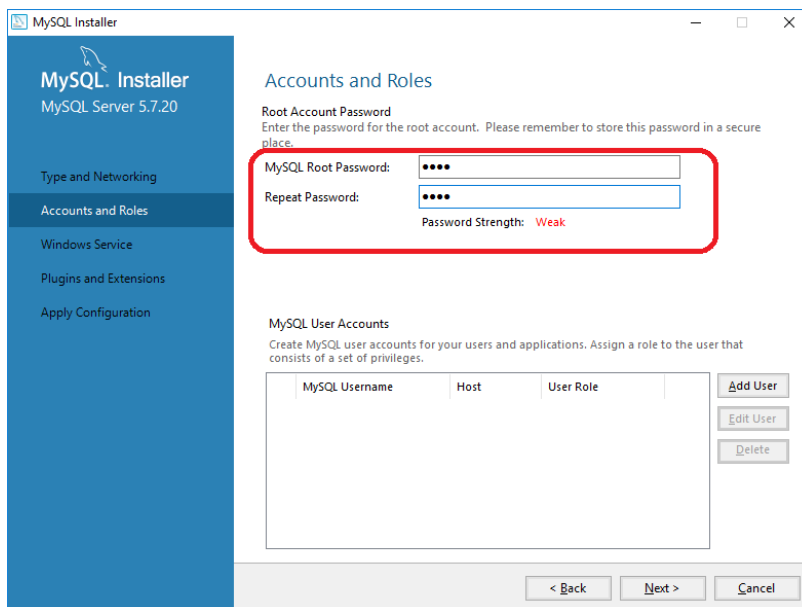 MySQL Installer
MySQL. Installer
MySQL Server 5.7.20
Type and Networking
Accounts and Roles
Windows Service
Plugins and Extensions
Apply Configuration
Accounts and Roles
Root Account Password
Enter the password for the root account. Please remember to store this password in a secure
place.
MySQL Root Password: ●●●●
Repeat Password: ●●●●
Password Strength: Weak
MySQL User Accounts
Create MySQL user accounts for your users and applications. Assign a role to the user that
consists of a set of privileges.
MySQL Username Host User Role
Add User
Edit User
Delete
< Back Next > Cancel